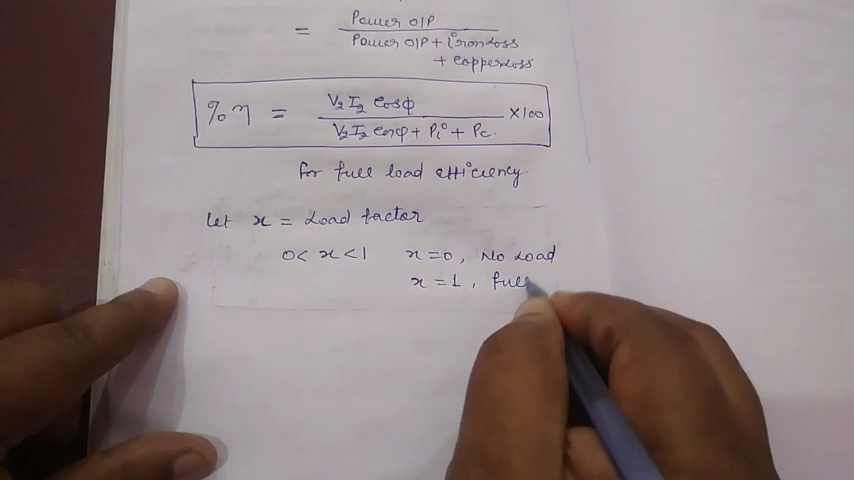 = Power O/P
Power O/P + Iron Loss
+ Copper Loss
% η = V₂ I₂ Cosφ
V₂ I₂ Cosφ + Pi + Pc. × 100
For full load efficiency
Let x = Load factor
0 < x < 1 x = 0, No Load
x = 1, full